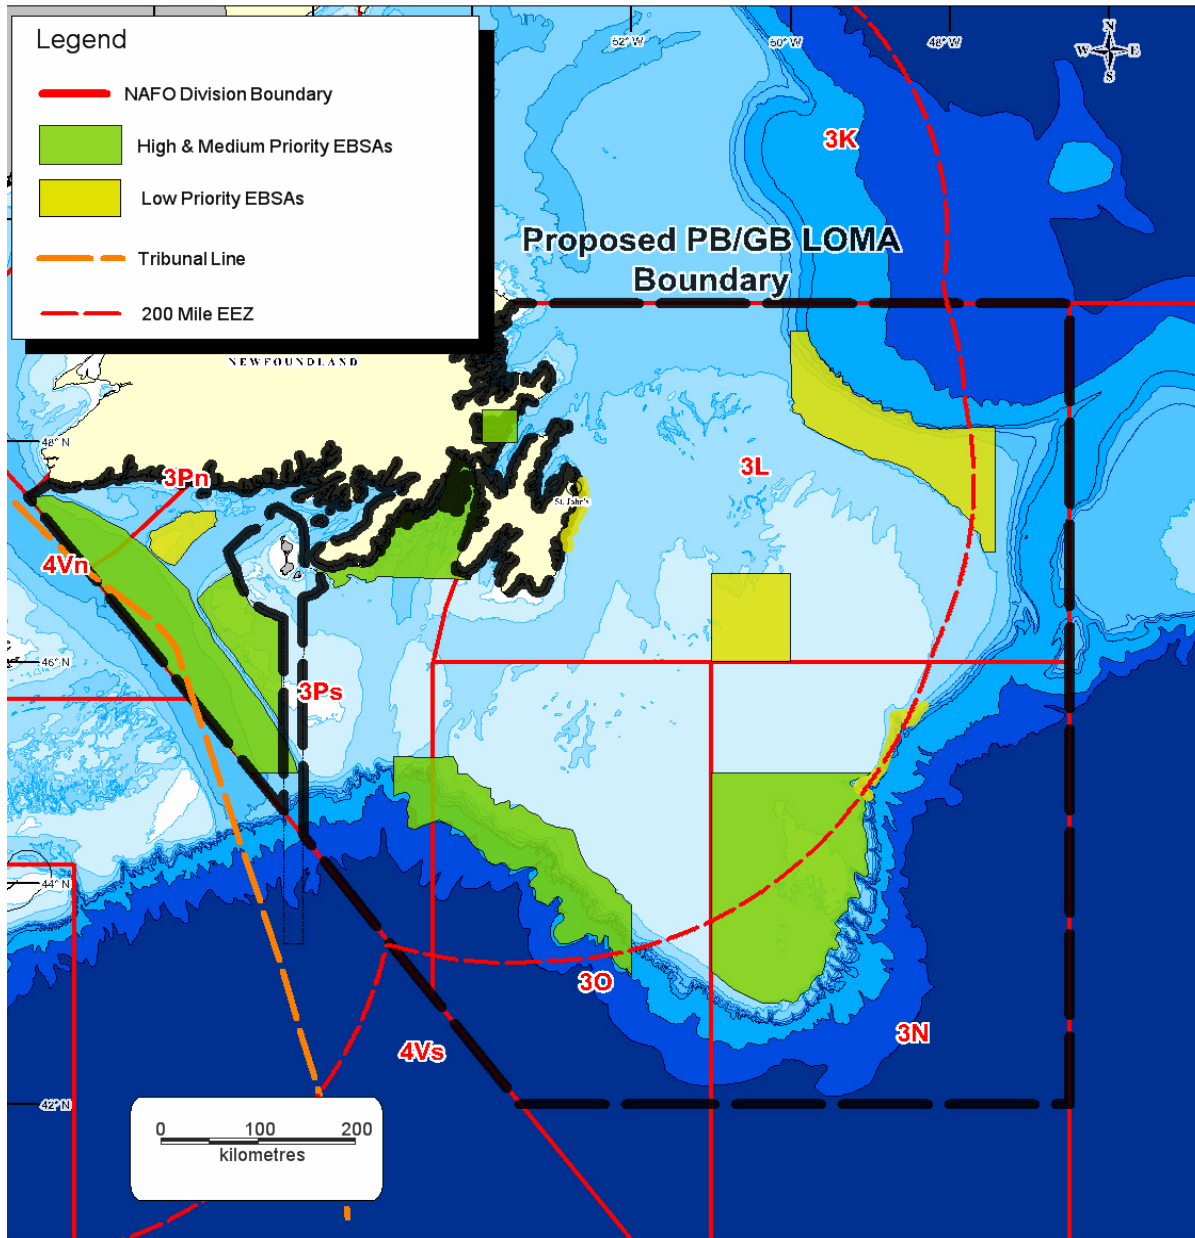 Legend
NAFO Division Boundary
High & Medium Priority EBSAs
Low Priority EBSAs
Tribunal Line
200 Mile EEZ
52° W
50° W
48° W
N
W
E
S
3K
Proposed PB/GB LOMA
Boundary
NEWFOUNDLAND
48° N
3Pn
3L
St. John's
4Vn
46° N
3Ps
44° N
3O
3N
4Vs
42° N
0 100 200
kilometres